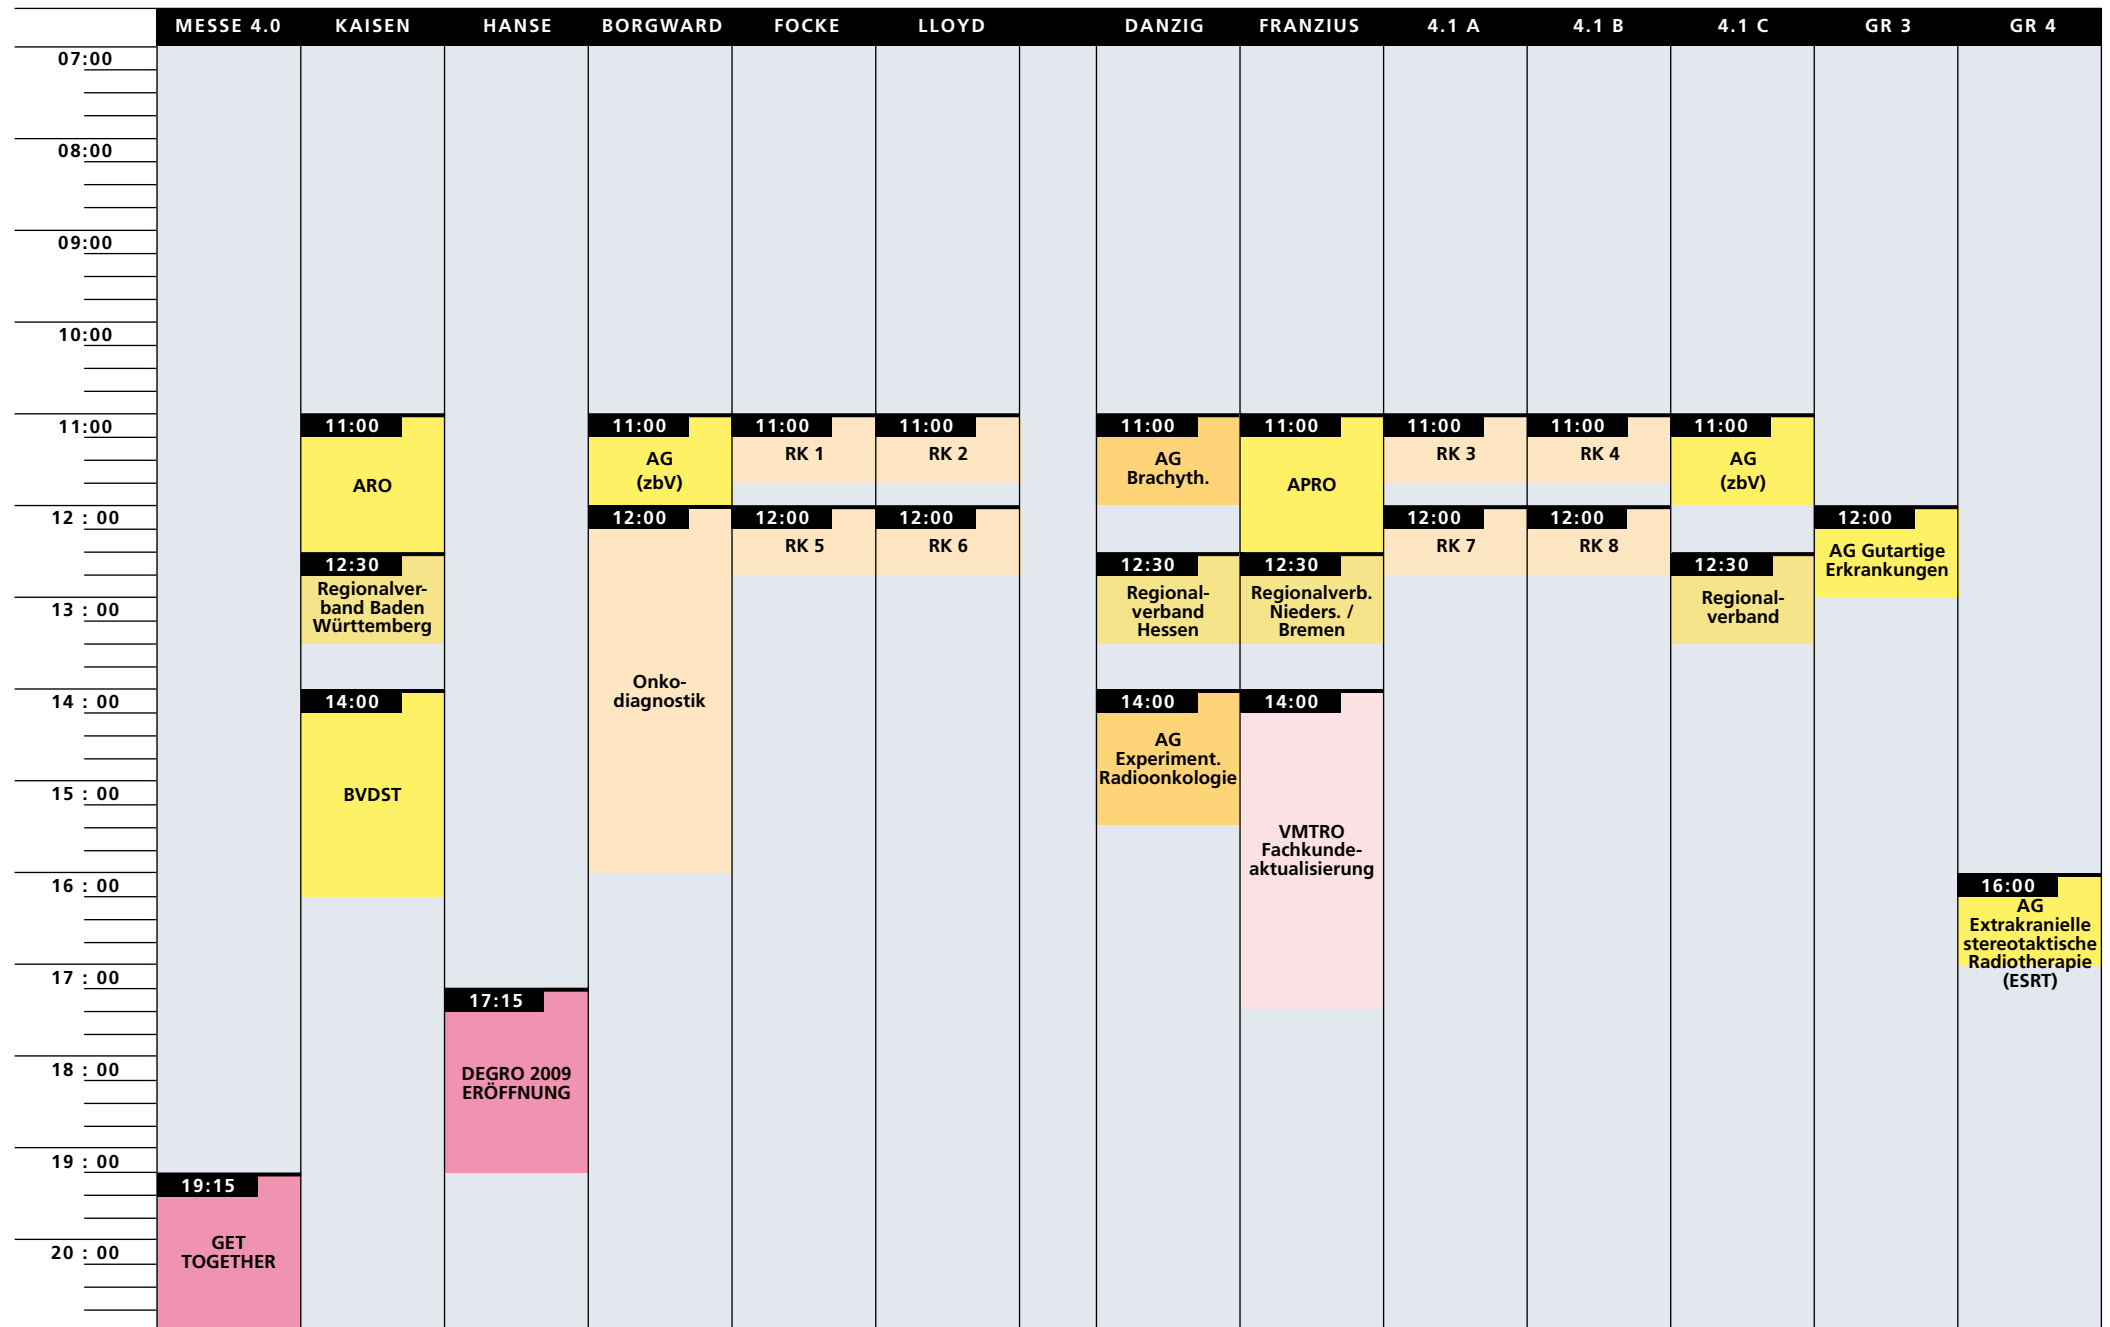 MESSE 4.0 KAISEN HANSE BORGWARD FOCKE LLOYD DANZIG FRANZIUS 4.1 A 4.1 B 4.1 C GR 3 GR 4
07:00
08:00
09:00
10:00
11:00
12 : 00
13 : 00
14 : 00
15 : 00
16 : 00
17 : 00
18 : 00
19 : 00
20 : 00
19:15
GET
TOGETHER
11:00
ARO
12:30
Regionalver-
band Baden
Württemberg
14:00
BVDST
17:15
DEGRO 2009
ERÖFFNUNG
11:00
AG
(zbV)
12:00
Onko-
diagnostik
11:00
RK 1
12:00
RK 5
11:00
RK 2
12:00
RK 6
11:00
AG
Brachyth.
12:30
Regional-
verband
Hessen
14:00
AG
Experiment.
Radioonkologie
11:00
APRO
12:30
Regionalverb.
Nieders. /
Bremen
14:00
VMTRO
Fachkunde-
aktualisierung
11:00
RK 3
12:00
RK 7
11:00
RK 4
12:00
RK 8
11:00
AG
(zbV)
12:30
Regional-
verband
12:00
AG Gutartige
Erkrankungen
16:00
AG
Extrakranielle
stereotaktische
Radiotherapie
(ESRT)